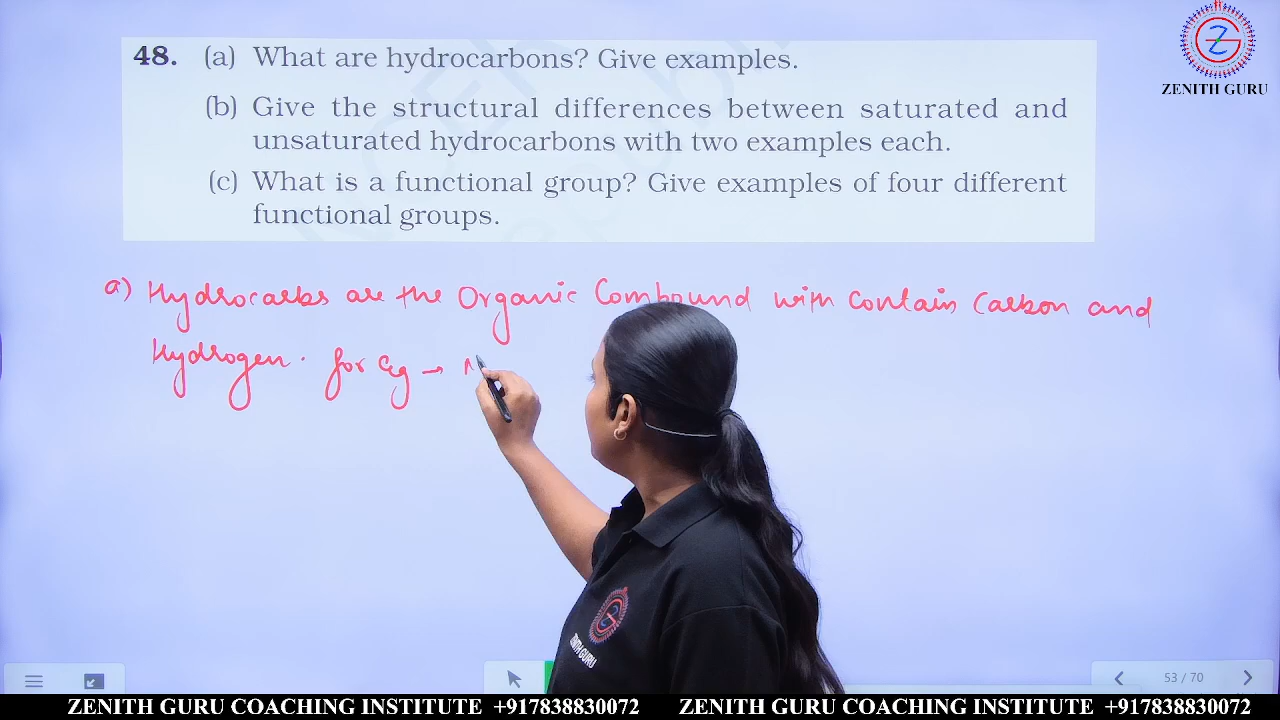 48. (a) What are hydrocarbons? Give examples.
(b) Give the structural differences between saturated and
unsaturated hydrocarbons with two examples each.
(c) What is a functional group? Give examples of four different
functional groups.
ZENITH GURU
a) Hydrocarbs are the Organic Compound with Contain Carbon and
Hydrogen. for eg →
ZENITH GURU
53 / 70
ZENITH GURU COACHING INSTITUTE +917838830072 ZENITH GURU COACHING INSTITUTE +917838830072